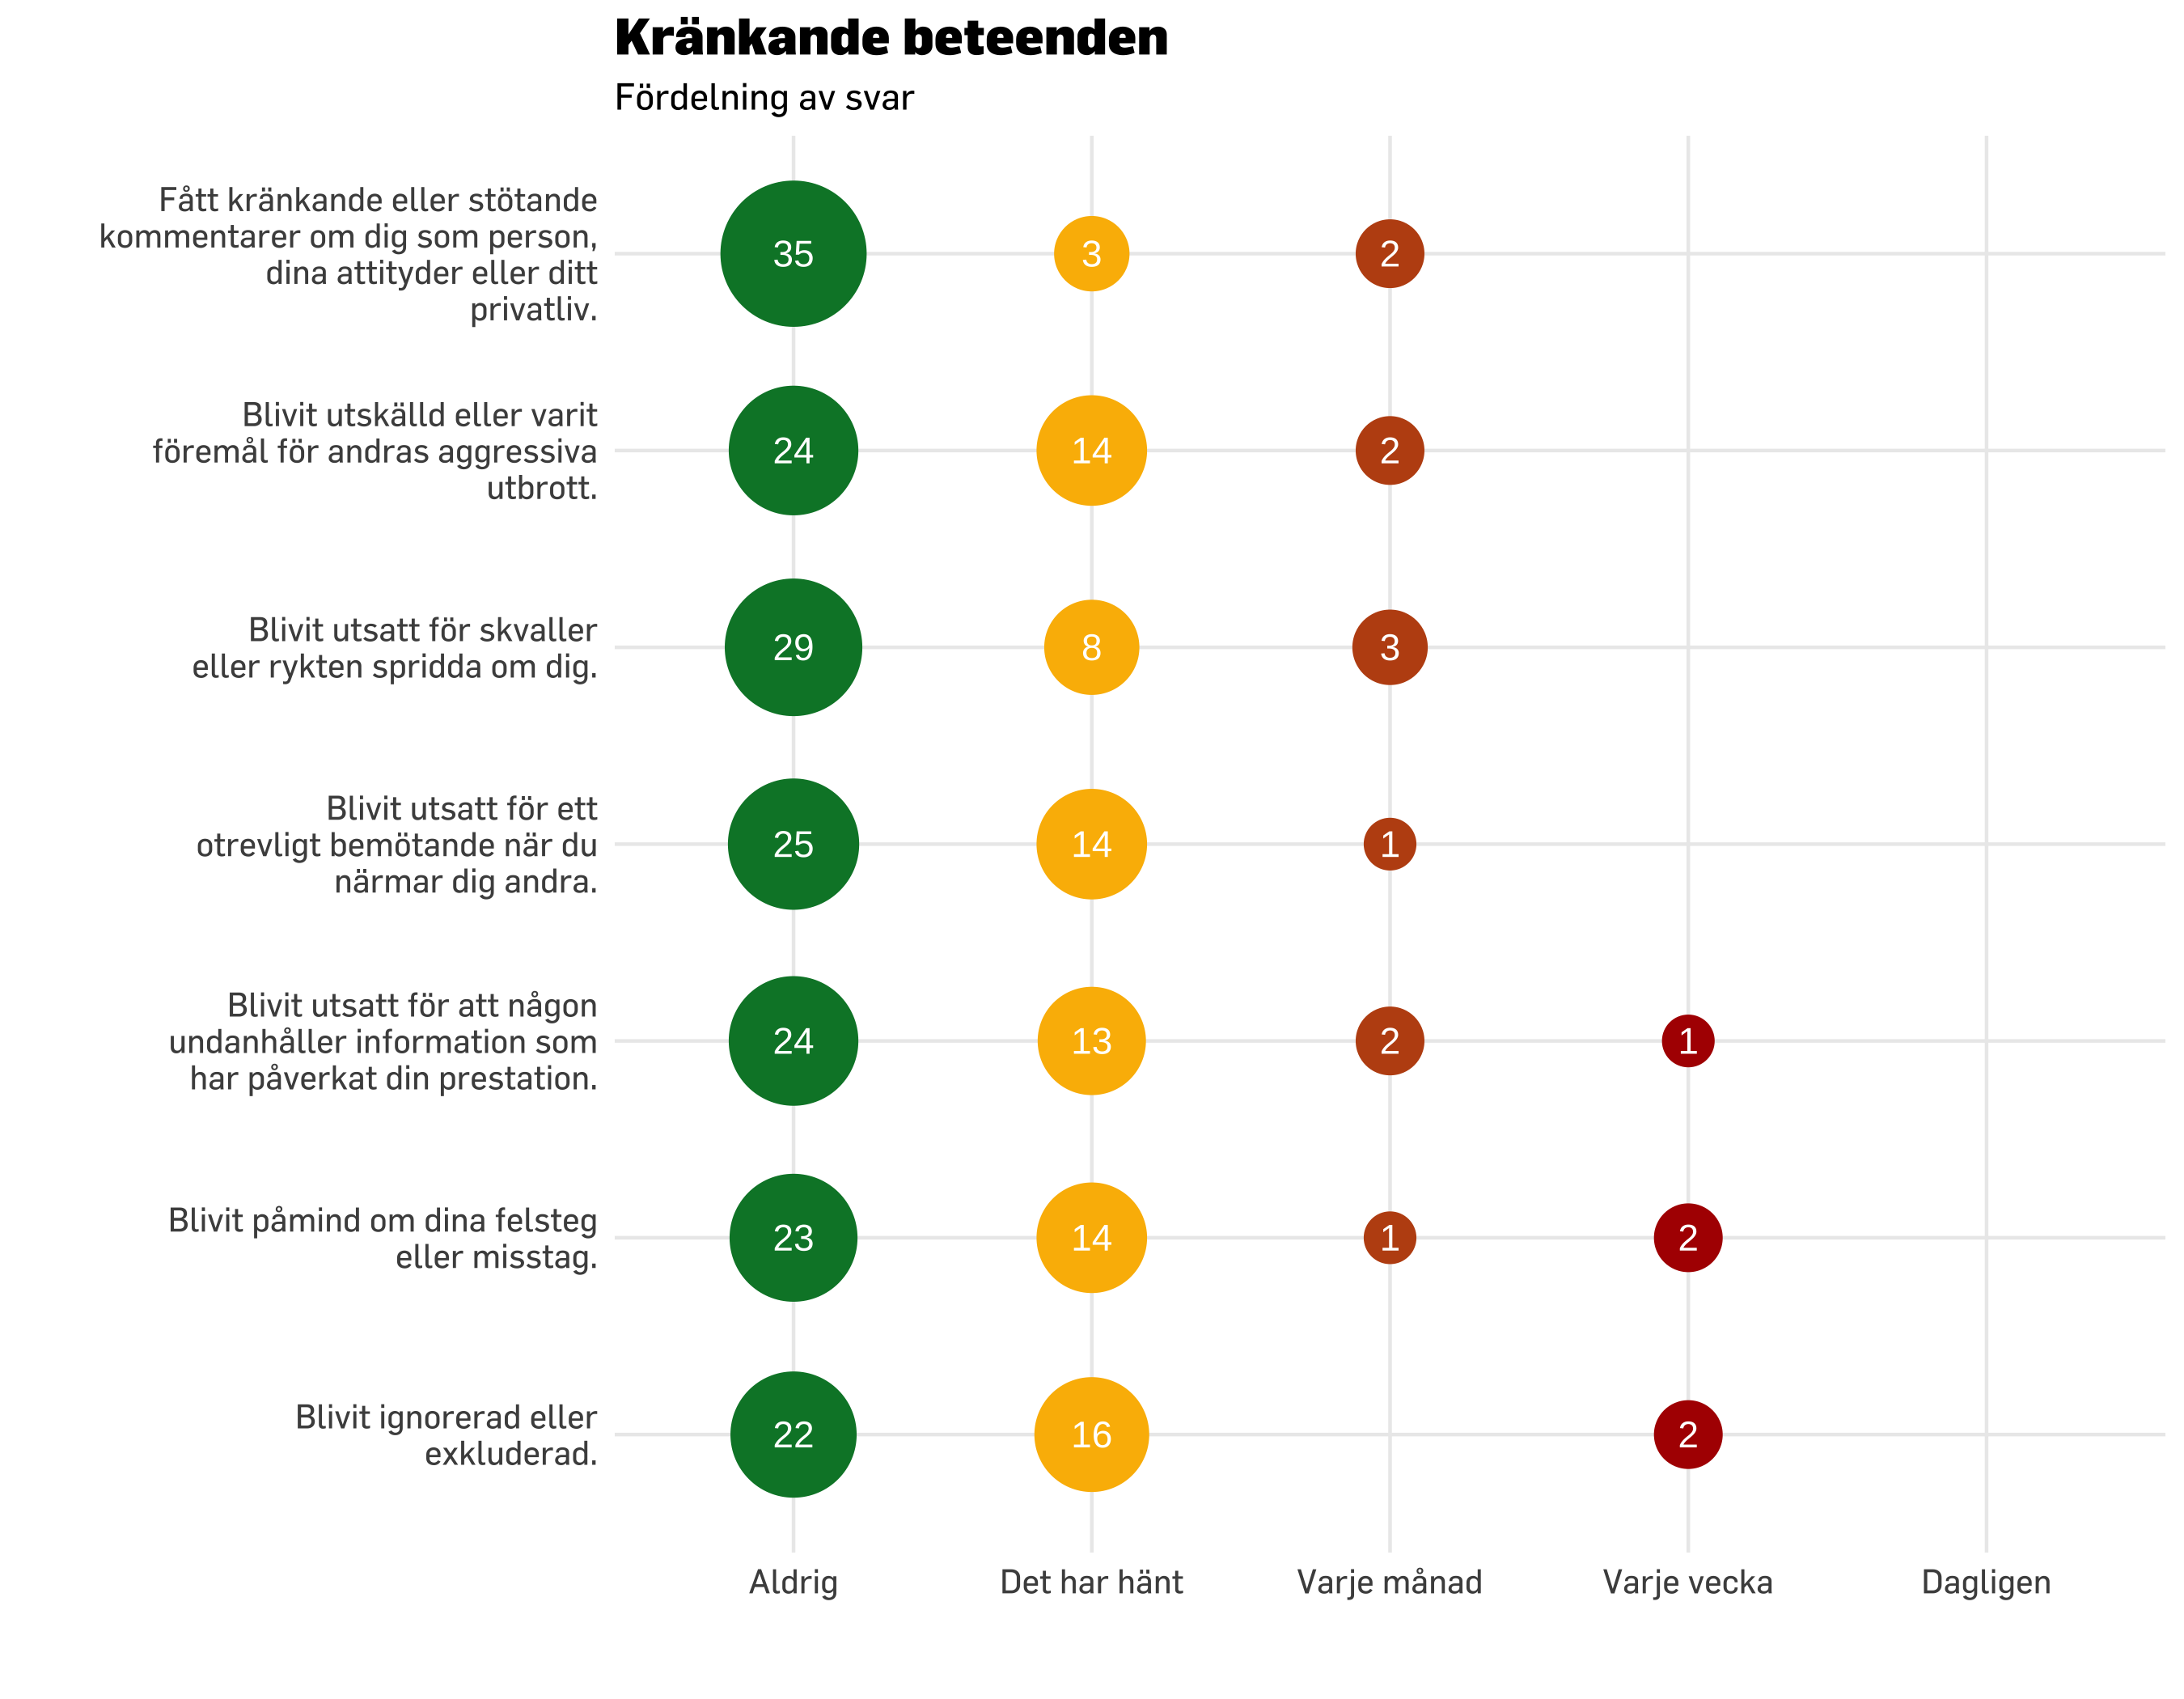 Kränkande beteenden
Fördelning av svar
Fått kränkande eller stötande
kommentarer om dig som person,
dina attityder eller ditt
privatliv.
35 3 2
Blivit utskälld eller varit
föremål för andras aggressiva
utbrott.
24 14 2
Blivit utsatt för skvaller
eller rykten spridda om dig.
29 8 3
Blivit utsatt för ett
otrevligt bemötande när du
närmar dig andra.
25 14 1
Blivit utsatt för att någon
undanhåller information som
har påverkat din prestation.
24 13 2 1
Blivit påmind om dina felsteg
eller misstag.
23 14 1 2
Blivit ignorerad eller
exkluderad.
22 16 2
Aldrig Det har hänt Varje månad Varje vecka Dagligen